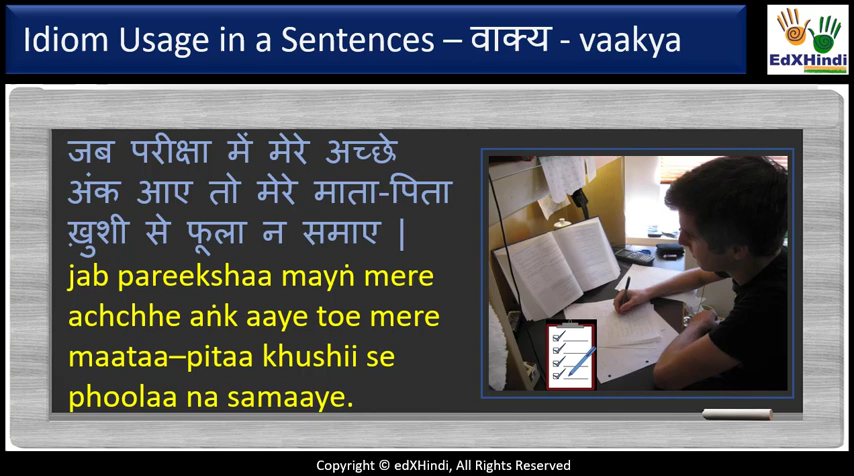 Idiom Usage in a Sentences – वाक्य - vaakya
EdXHindi
जब परीक्षा में मेरे अच्छे
अंक आए तो मेरे माता-पिता
ख़ुशी से फूला न समाए |
jab pareekshaa mayṅ mere
achchhe aṅk aaye toe mere
maataa–pitaa khushii se
phoolaa na samaaye.
Copyright © edXHindi, All Rights Reserved